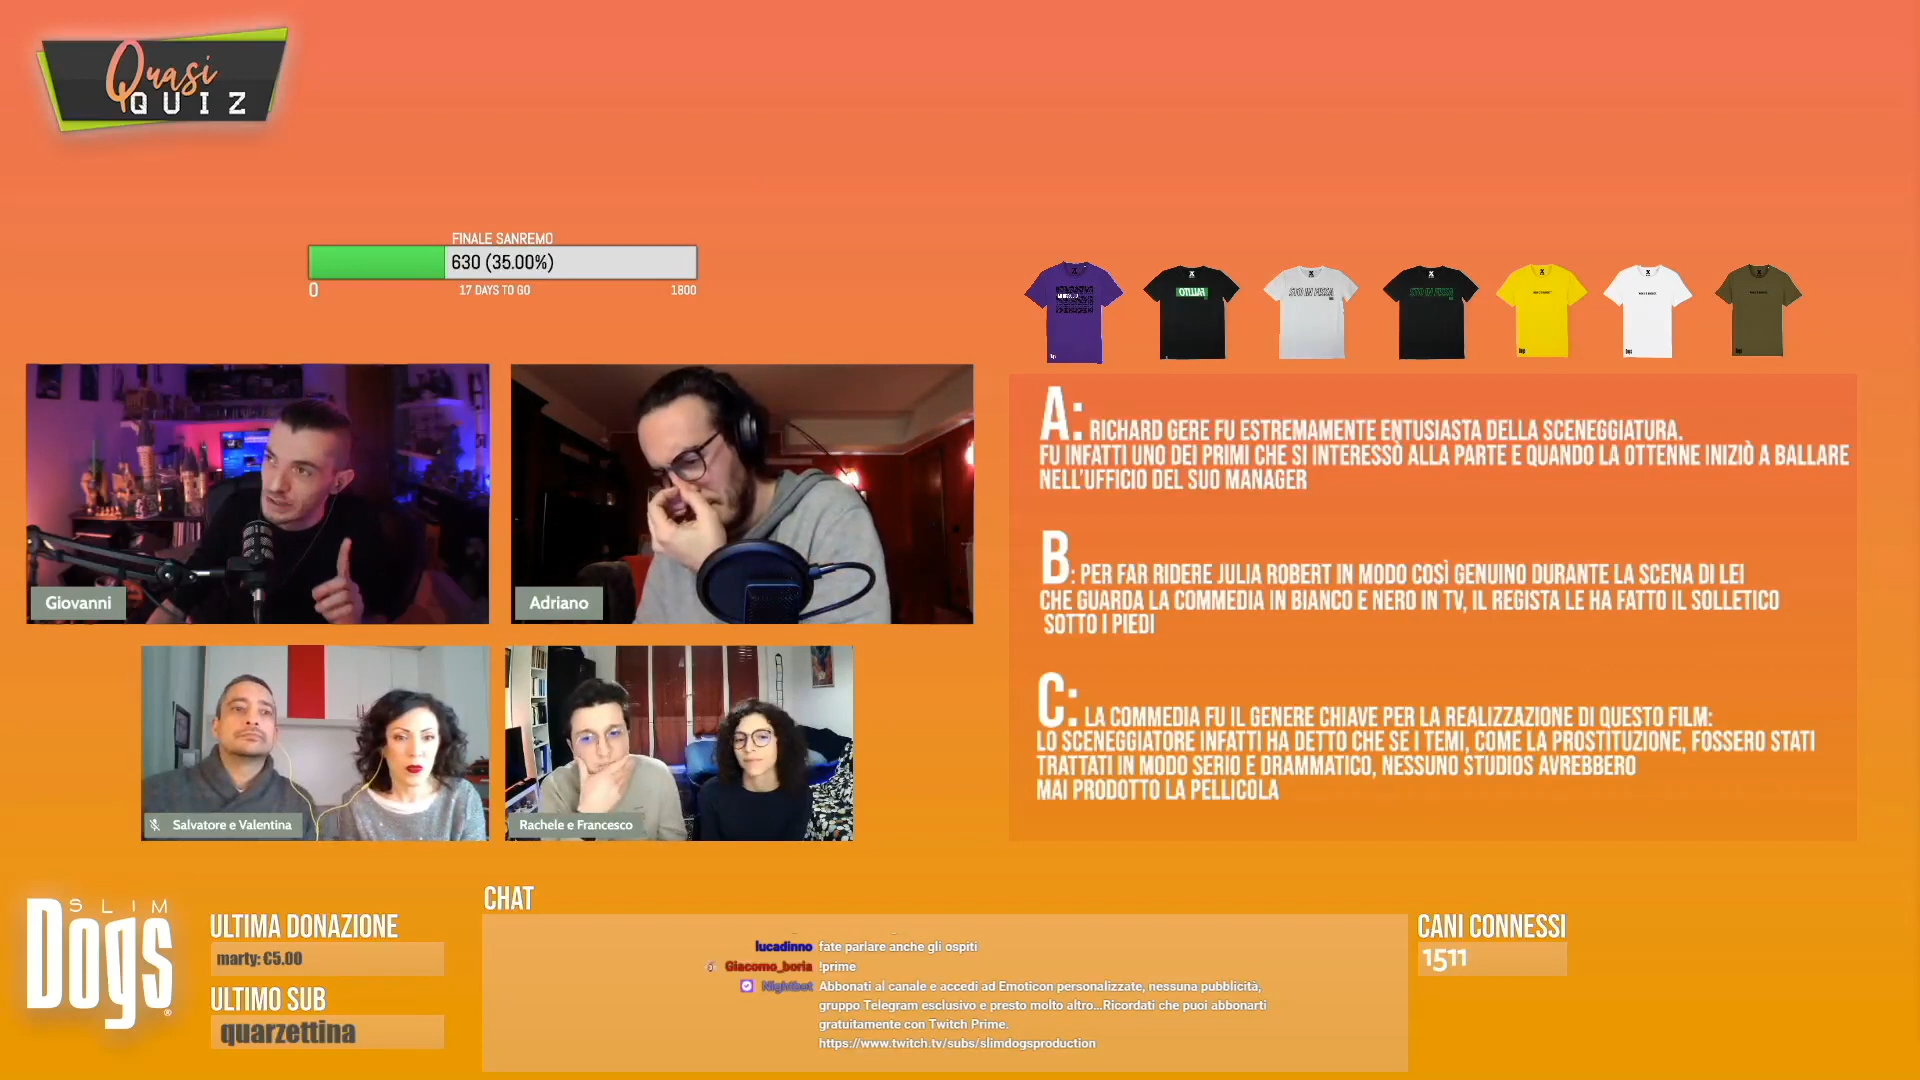 Quasi
QUIZ
FINALE SANREMO
630 (35.00%)
0
17 DAYS TO GO
1800
FALLITO
Giovanni
Adriano
Salvatore e Valentina
Rachele e Francesco
A: RICHARD GERE FU ESTREMAMENTE ENTUSIASTA DELLA SCENEGGIATURA.
FU INFATTI UNO DEI PRIMI CHE SI INTERESSÒ ALLA PARTE E QUANDO LA OTTENNE INIZIÒ A BALLARE
NELL'UFFICIO DEL SUO MANAGER
B: PER FAR RIDERE JULIA ROBERT IN MODO COSÌ GENUINO DURANTE LA SCENA DI LEI
CHE GUARDA LA COMMEDIA IN BIANCO E NERO IN TV, IL REGISTA LE HA FATTO IL SOLLETICO
SOTTO I PIEDI
C: LA COMMEDIA FU IL GENERE CHIAVE PER LA REALIZZAZIONE DI QUESTO FILM:
LO SCENEGGIATORE INFATTI HA DETTO CHE SE I TEMI, COME LA PROSTITUZIONE, FOSSERO STATI
TRATTATI IN MODO SERIO E DRAMMATICO, NESSUNO STUDIOS AVREBBERO
MAI PRODOTTO LA PELLICOLA
SLIM
Dogs®
ULTIMA DONAZIONE
marty: €5.00
ULTIMO SUB
quarzettina
CHAT
lucadinno fate parlare anche gli ospiti
Giacomo_boria !prime
Nightbot Abbonati al canale e accedi ad Emoticon personalizzate, nessuna pubblicità,
gruppo Telegram esclusivo e presto molto altro...Ricordati che puoi abbonarti
gratuitamente con Twitch Prime.
https://www.twitch.tv/subs/slimdogsproduction
CANI CONNESSI
1511